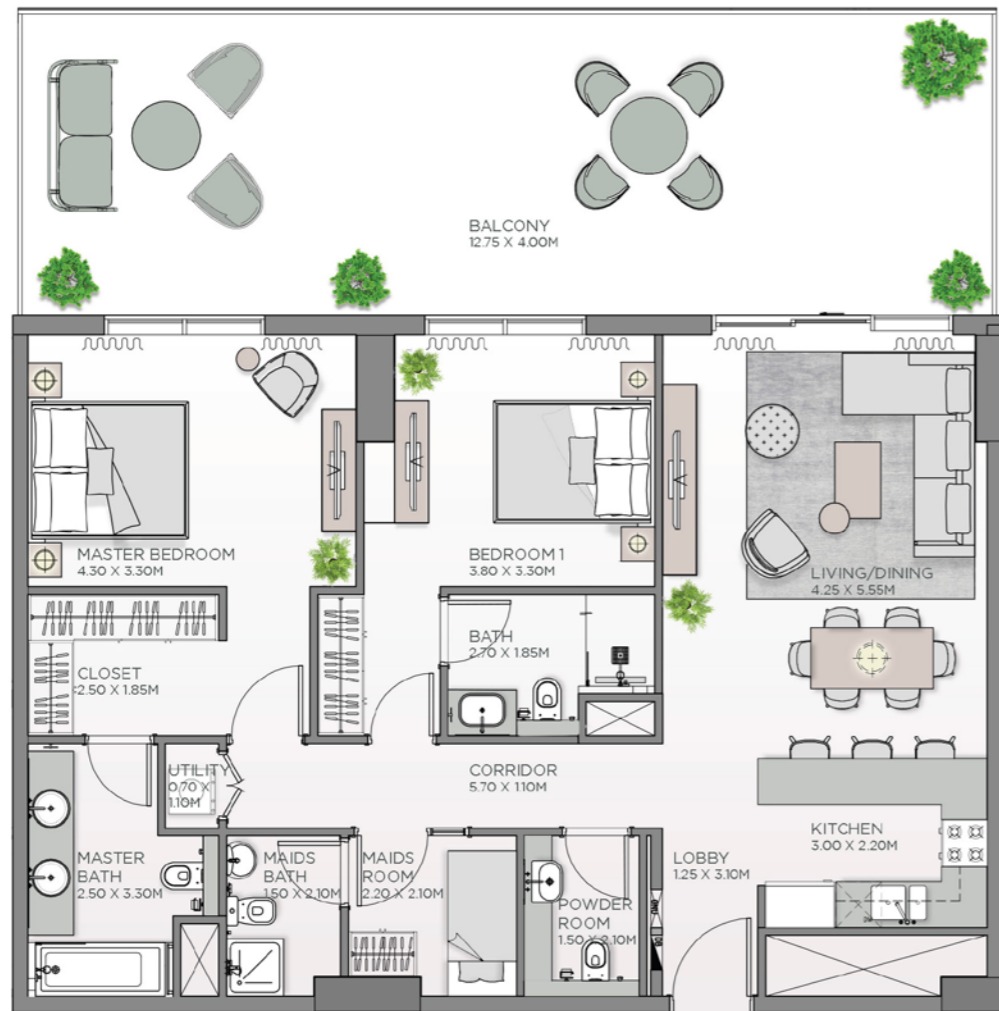 BALCONY
12.75 X 4.00M
MASTER BEDROOM
4.30 X 3.30M
BEDROOM 1
3.80 X 3.30M
LIVING/DINING
4.25 X 5.55M
CLOSET
2.50 X 1.85M
BATH
2.70 X 1.85M
UTILITY
0.70 X
1.10M
CORRIDOR
5.70 X 1.10M
KITCHEN
3.00 X 2.20M
MASTER
BATH
2.50 X 3.30M
MAIDS
BATH
1.50 X 2.10M
MAIDS
ROOM
2.20 X 2.10M
POWDER
ROOM
1.50 X 2.10M
LOBBY
1.25 X 3.10M